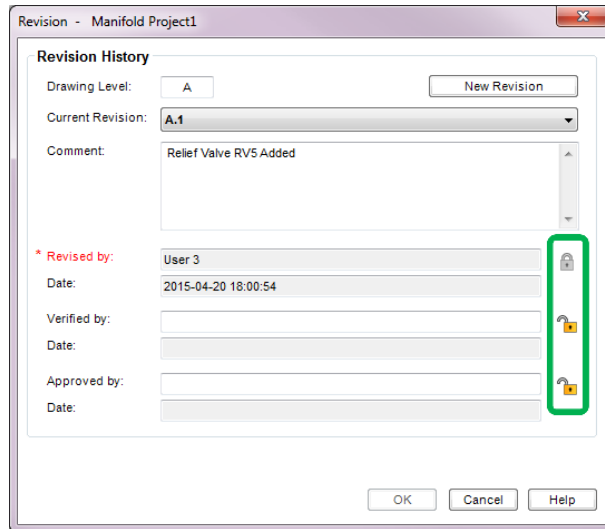 Revision - Manifold Project1
Revision History
Drawing Level: A New Revision
Current Revision: A.1
Comment: Relief Valve RV5 Added
* Revised by: User 3
Date: 2015-04-20 18:00:54
Verified by:
Date:
Approved by:
Date:
OK Cancel Help